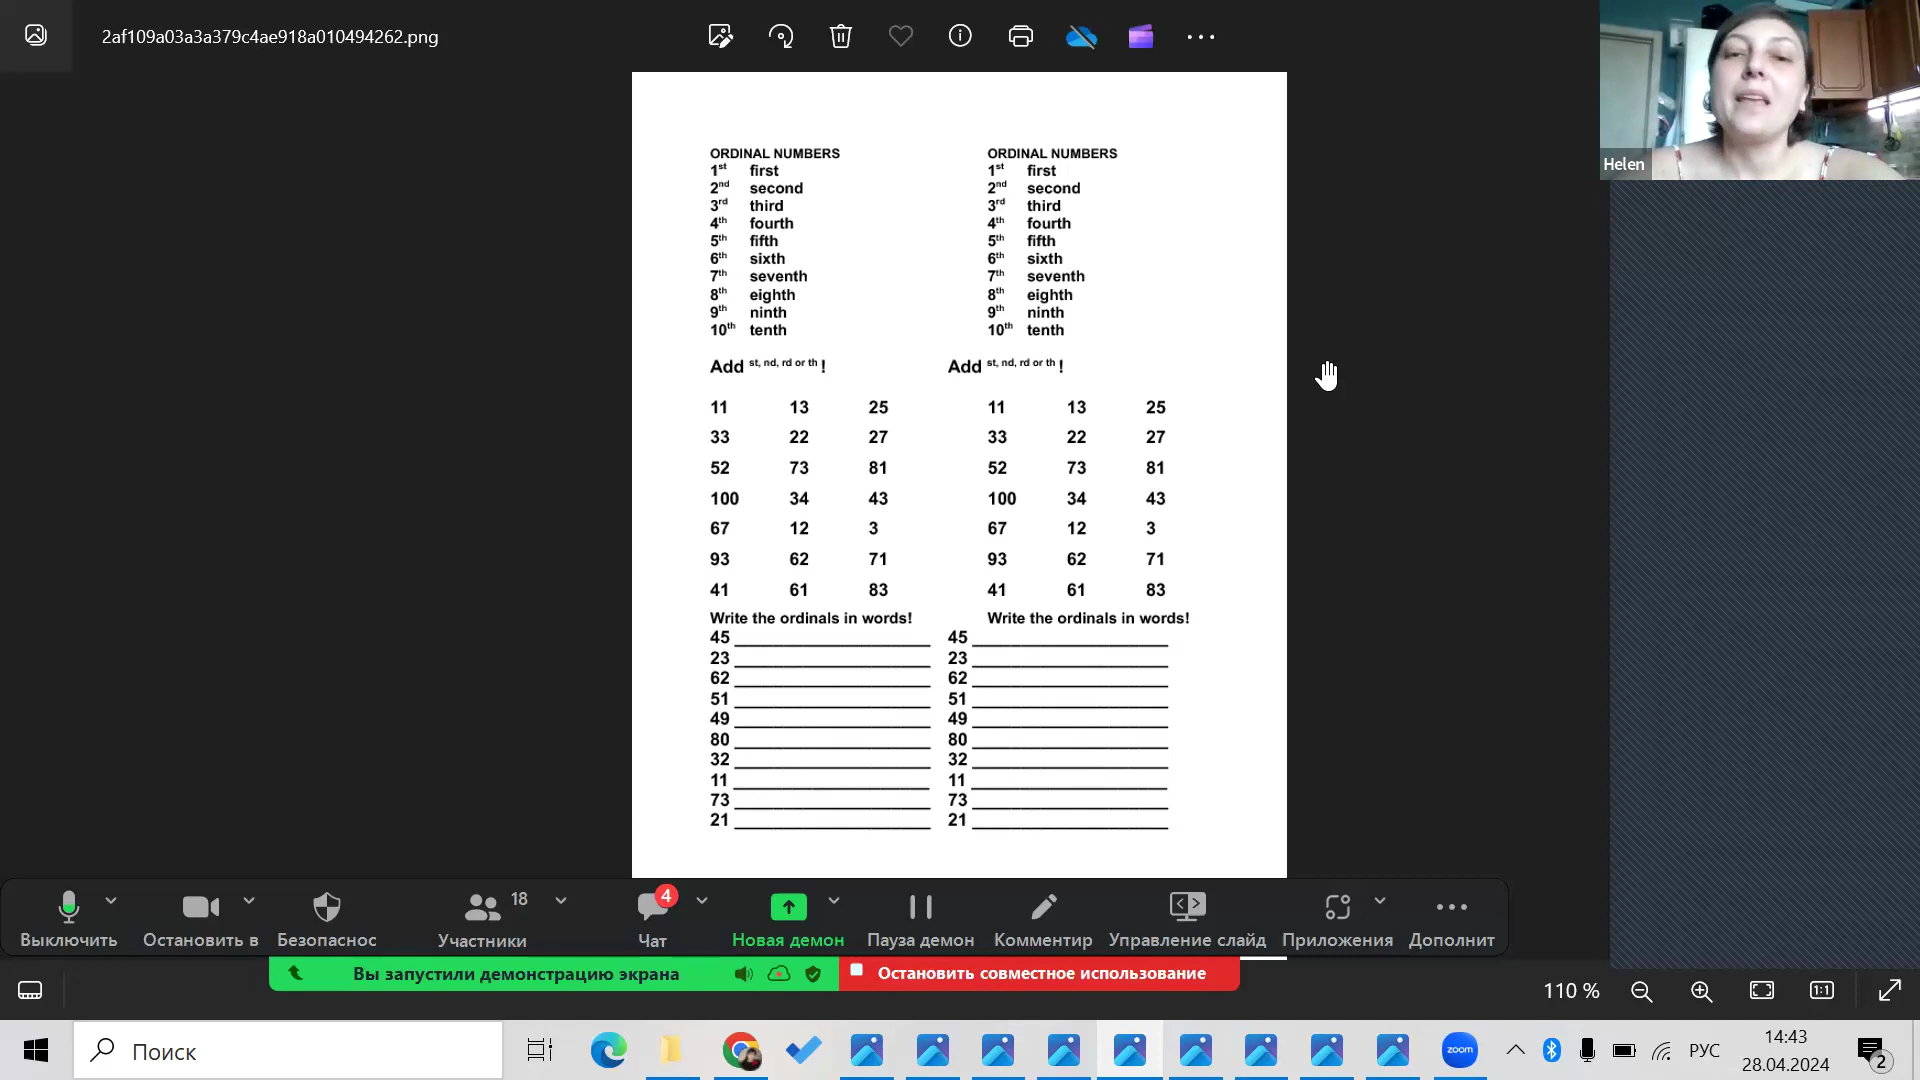 2af109a03a3a379c4ae918a010494262.png
Helen
ORDINAL NUMBERS
1st first
2nd second
3rd third
4th fourth
5th fifth
6th sixth
7th seventh
8th eighth
9th ninth
10th tenth
Add st, nd, rd or th !
11 13 25
33 22 27
52 73 81
100 34 43
67 12 3
93 62 71
41 61 83
Write the ordinals in words!
45
23
62
51
49
80
32
11
73
21
ORDINAL NUMBERS
1st first
2nd second
3rd third
4th fourth
5th fifth
6th sixth
7th seventh
8th eighth
9th ninth
10th tenth
Add st, nd, rd or th !
11 13 25
33 22 27
52 73 81
100 34 43
67 12 3
93 62 71
41 61 83
Write the ordinals in words!
45
23
62
51
49
80
32
11
73
21
18
4
Выключить Остановить в Безопаснос Участники Чат Новая демон Пауза демон Комментир Управление слайд Приложения Дополнит
Вы запустили демонстрацию экрана
Остановить совместное использование
110 %
1:1
Поиск
zoom
РУС
14:43
28.04.2024
2